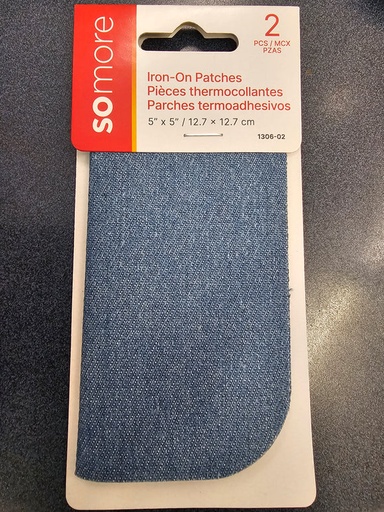 somore
2
PCS / MCX
PZAS
Iron-On Patches
Pièces thermocollantes
Parches termoadhesivos
5" x 5" / 12.7 × 12.7 cm
1306-02